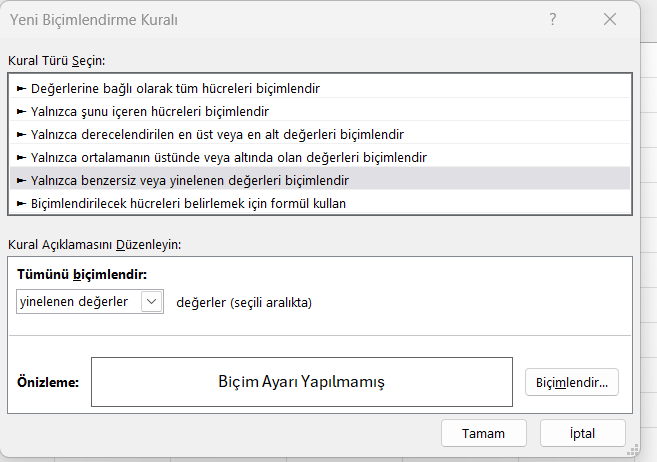 Yeni Biçimlendirme Kuralı
?
Kural Türü Seçin:
► Değerlerine bağlı olarak tüm hücreleri biçimlendir
► Yalnızca şunu içeren hücreleri biçimlendir
► Yalnızca derecelendirilen en üst veya en alt değerleri biçimlendir
► Yalnızca ortalamanın üstünde veya altında olan değerleri biçimlendir
► Yalnızca benzersiz veya yinelenen değerleri biçimlendir
► Biçimlendirilecek hücreleri belirlemek için formül kullan
Kural Açıklamasını Düzenleyin:
Tümünü biçimlendir:
yinelenen değerler değerler (seçili aralıkta)
Önizleme: Biçim Ayarı Yapılmamış Biçimlendir...
Tamam İptal